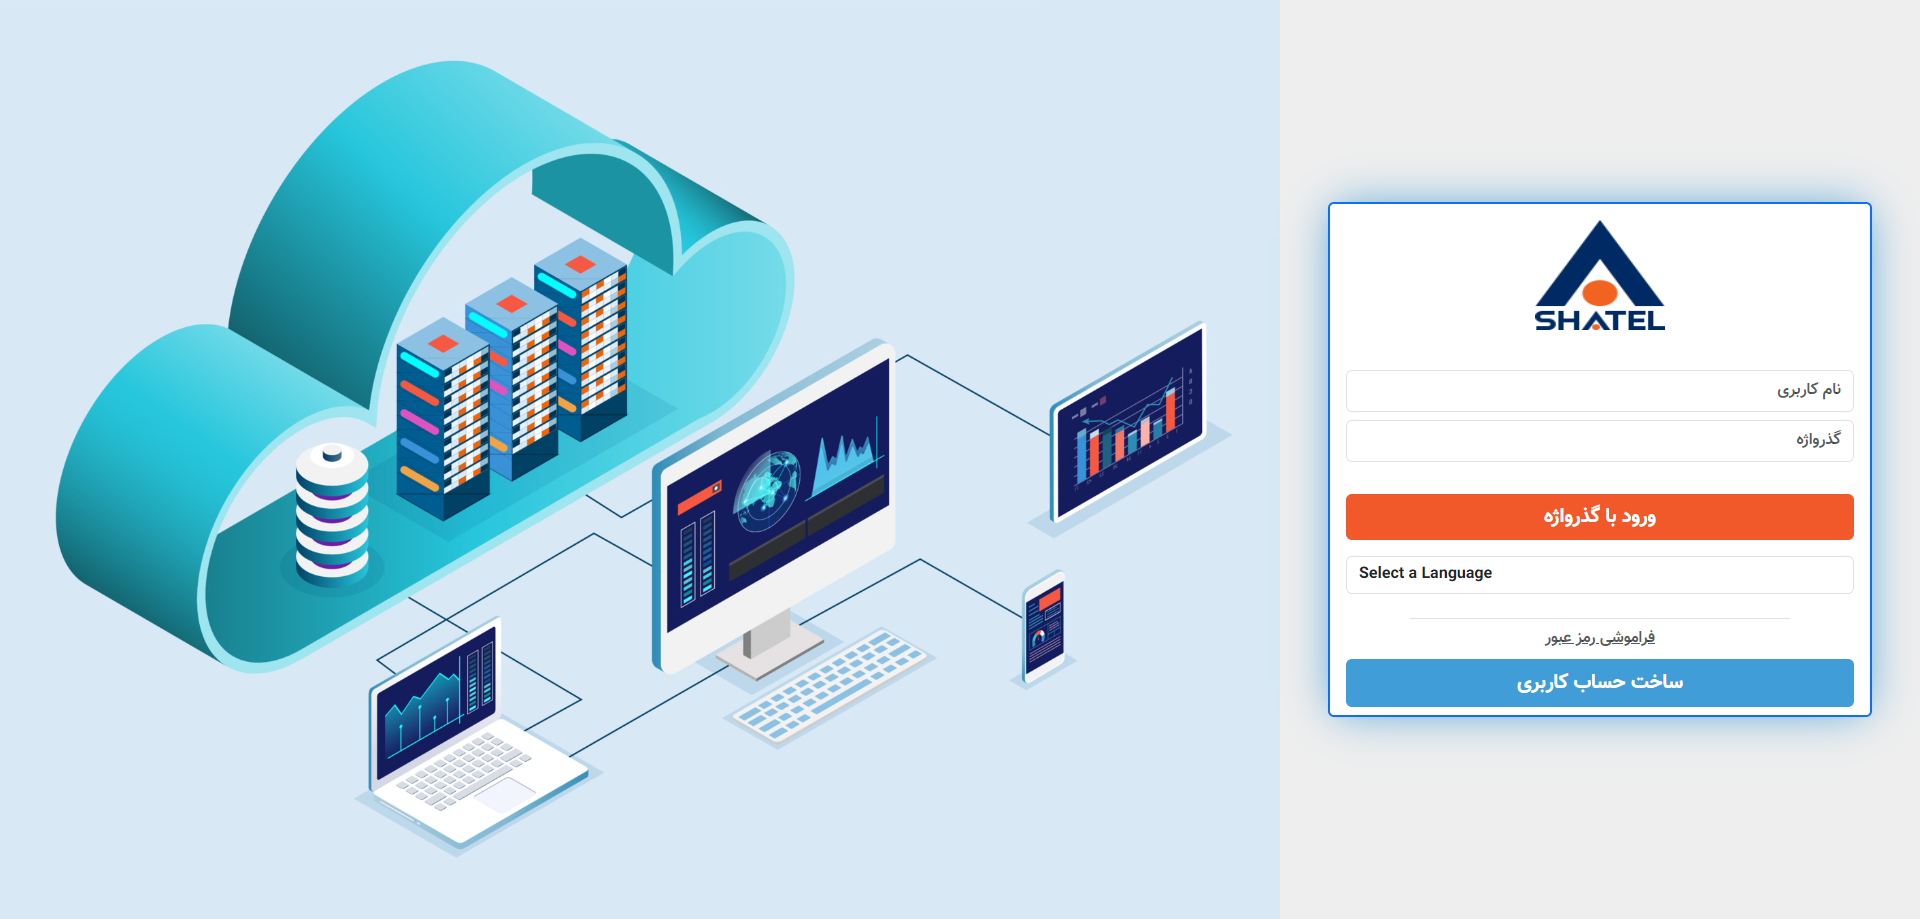 SHATEL
نام کاربری
گذرواژه
ورود با گذرواژه
Select a Language
فراموشی رمز عبور
ساخت حساب کاربری